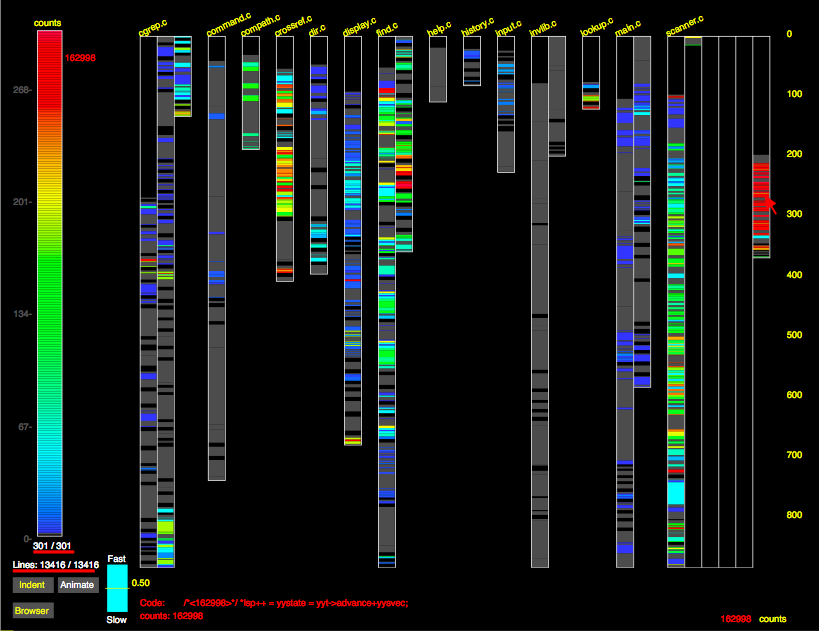 counts
162998
268-
201-
134-
67-
0-
cgrep.c
command.c
compath.c
crossref.c
dir.c
display.c
find.c
help.c
history.c
input.c
invlib.c
lookup.c
main.c
scanner.c
0
100
200
300
400
500
600
700
800
301 / 301
Lines: 13416 / 13416
Indent
Animate
Browser
Fast
0.50
Slow
Code: /*<162998>*/ *lsp++ = yystate = yyt->advance+yysvec;
counts: 162998
162998 counts